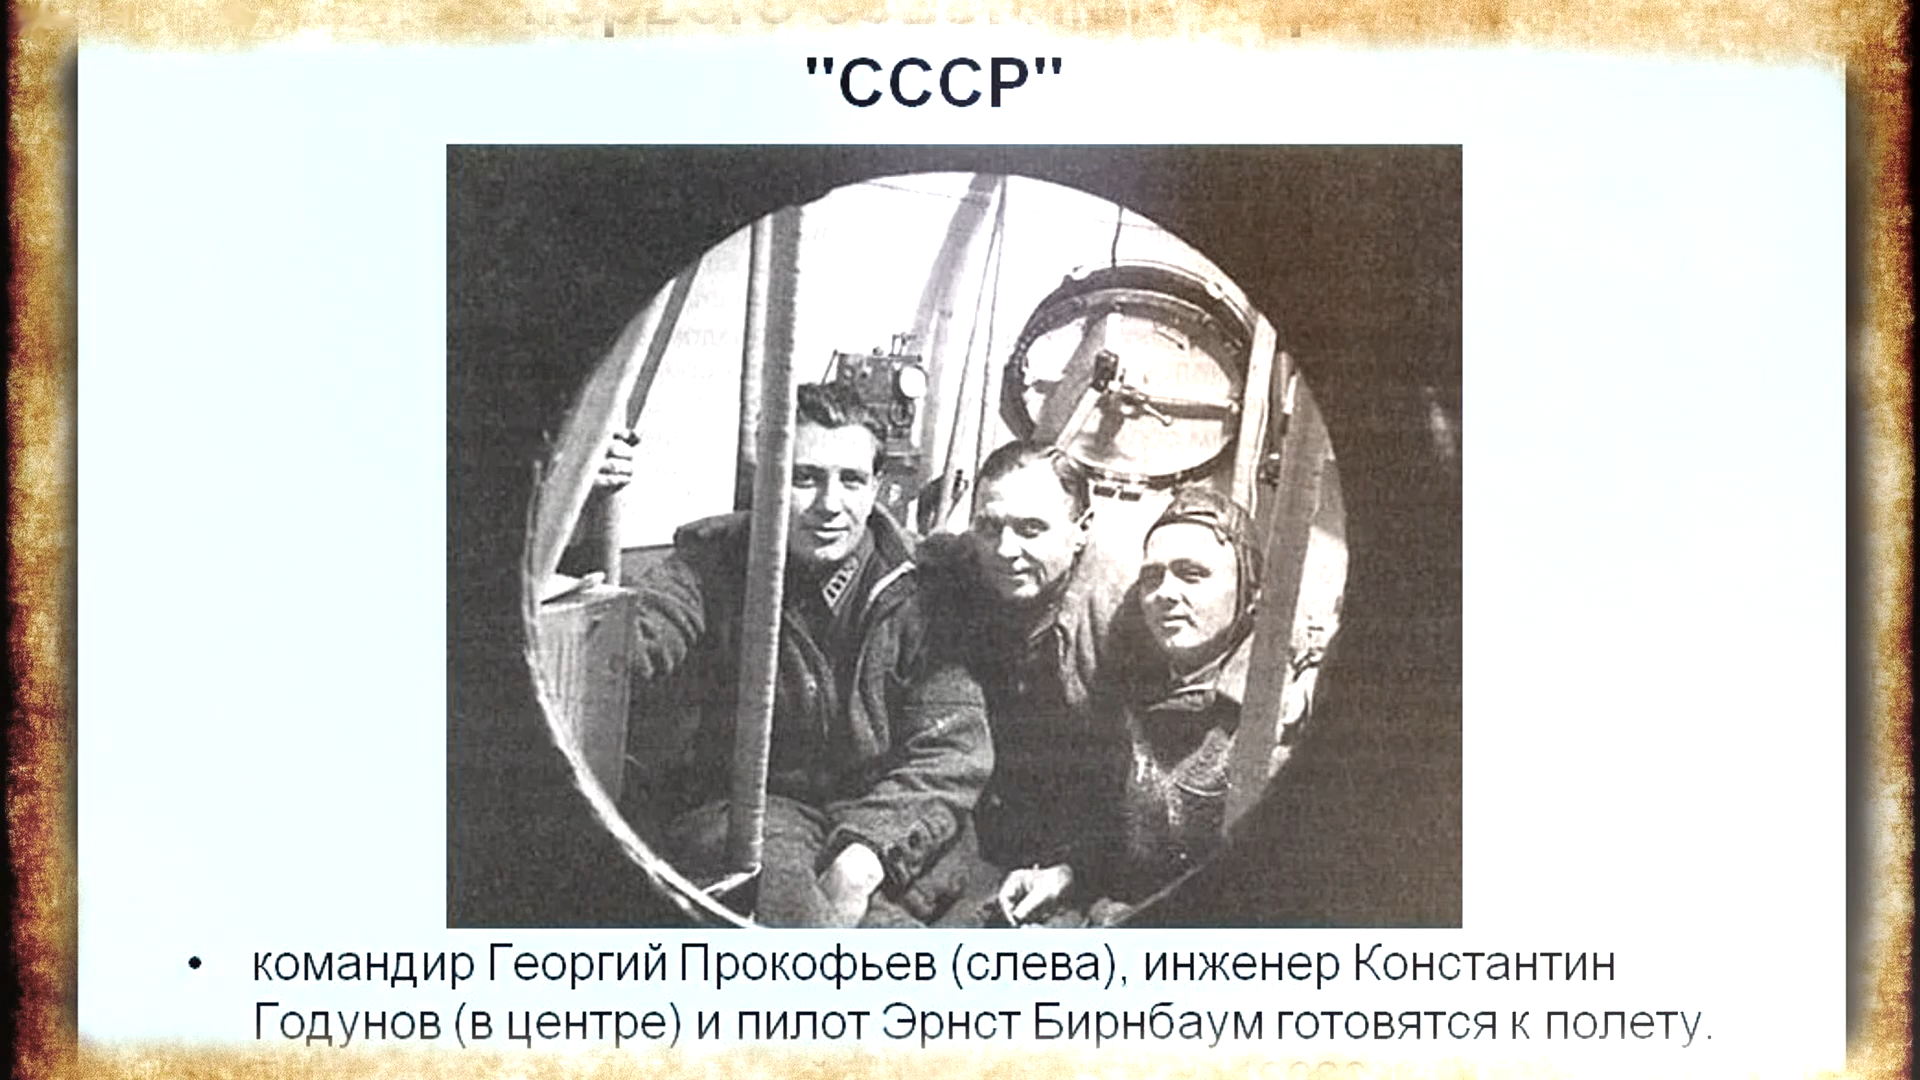 "СССР"
• командир Георгий Прокофьев (слева), инженер Константин
Годунов (в центре) и пилот Эрнст Бирнбаум готовятся к полету.